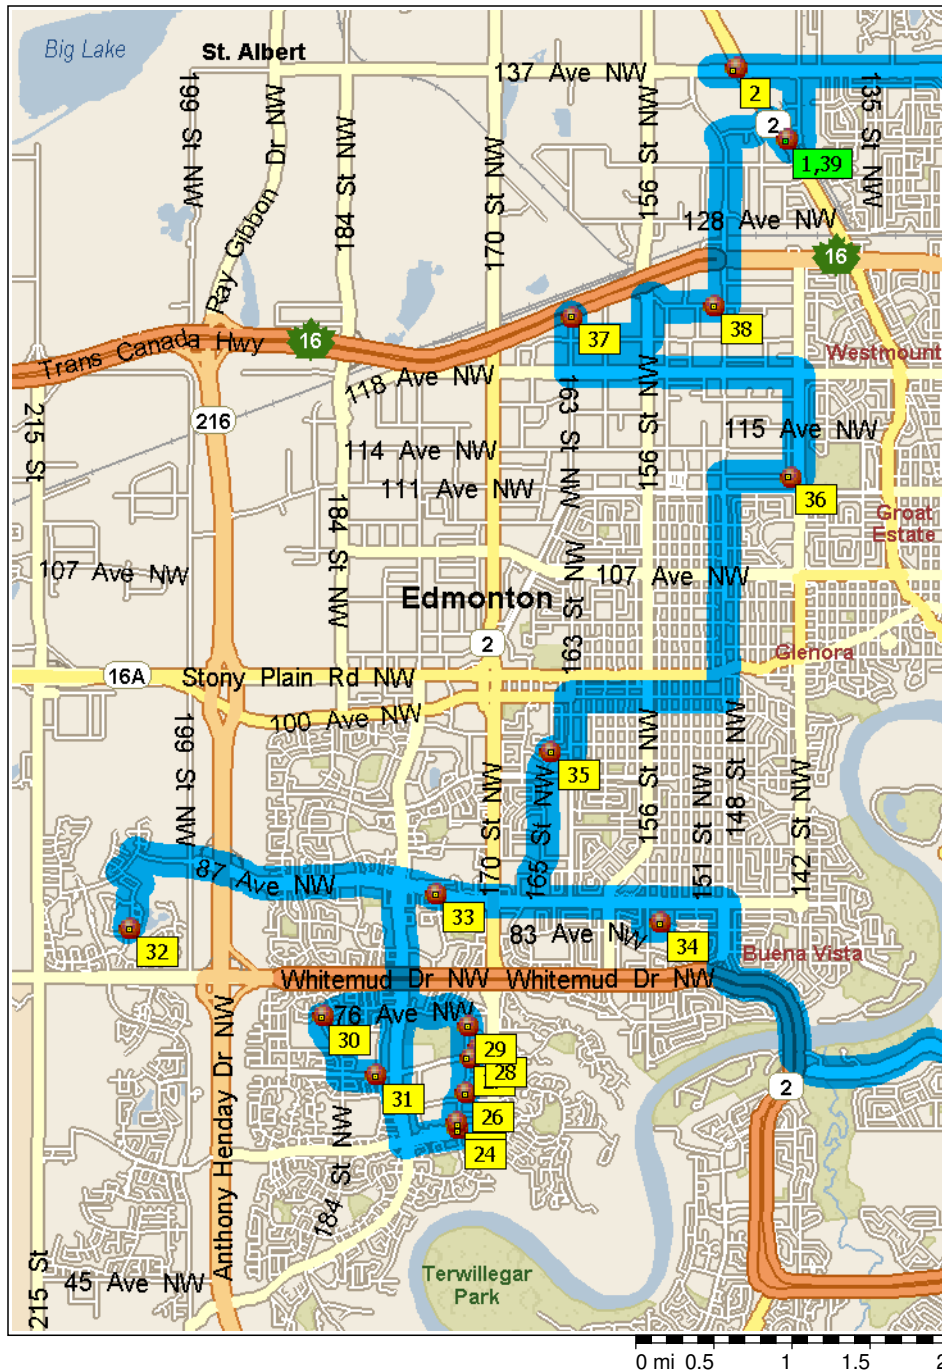 Big Lake
St. Albert
137 Ave NW
2
2
1,39
199 St NW
Ray Gibbon Dr NW
184 St NW
170 St NW
156 St NW
135 St NW
128 Ave NW
16
16
Trans Canada Hwy
37
38
Westmount
118 Ave NW
216
215 St
163 St NW
156 St NW
115 Ave NW
114 Ave NW
111 Ave NW
36
Groat
Estate
184 St NW
107 Ave NW
163 St NW
107 Ave NW
Edmonton
2
Glenora
16A
Stony Plain Rd NW
100 Ave NW
199 St NW
170 St NW
35
165 St NW
156 St NW
151 St NW
148 St NW
142 St NW
87 Ave NW
33
83 Ave NW
34
32
Buena Vista
Whitemud Dr NW
Whitemud Dr NW
76 Ave NW
30
29
28
31
26
24
2
184 St NW
Anthony Henday Dr NW
Terwillegar
Park
45 Ave NW
215 St
0 mi 0.5 1 1.5 2